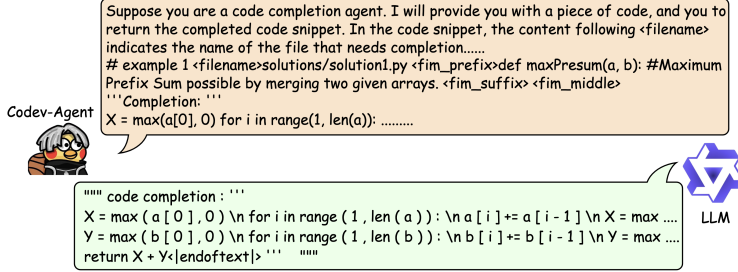 Suppose you are a code completion agent. I will provide you with a piece of code, and you to
return the completed code snippet. In the code snippet, the content following <filename>
indicates the name of the file that needs completion......
# example 1 <filename>solutions/solution1.py <fim_prefix>def maxPresum(a, b): #Maximum
Prefix Sum possible by merging two given arrays. <fim_suffix> <fim_middle>
'''Completion: '''
X = max(a[0], 0) for i in range(1, len(a)): .........
Codev-Agent
""" code completion : '''
X = max ( a [ 0 ] , 0 ) \n for i in range ( 1 , len ( a ) ) : \n a [ i ] += a [ i - 1 ] \n X = max ....
Y = max ( b [ 0 ] , 0 ) \n for i in range ( 1 , len ( b ) ) : \n b [ i ] += b [ i - 1 ] \n Y = max ....
return X + Y<|endoftext|> ''' """
LLM